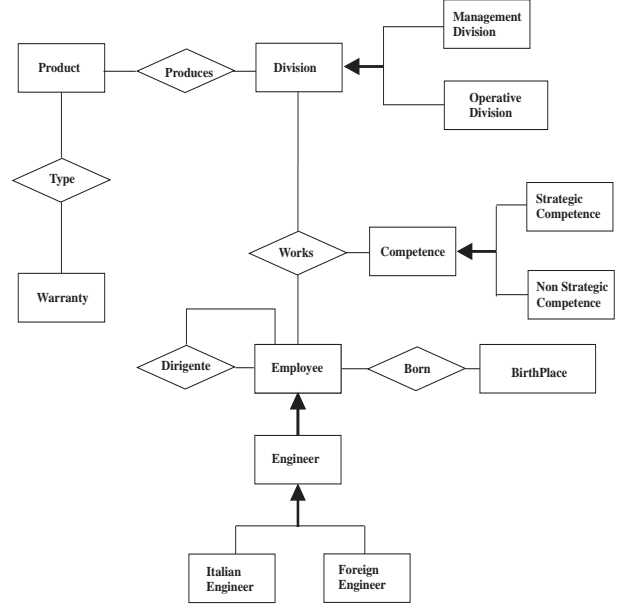 Management
Division
Product
Produces
Division
Operative
Division
Type
Strategic
Competence
Works
Competence
Warranty
Non Strategic
Competence
Dirigente
Employee
Born
BirthPlace
Engineer
Italian
Engineer
Foreign
Engineer